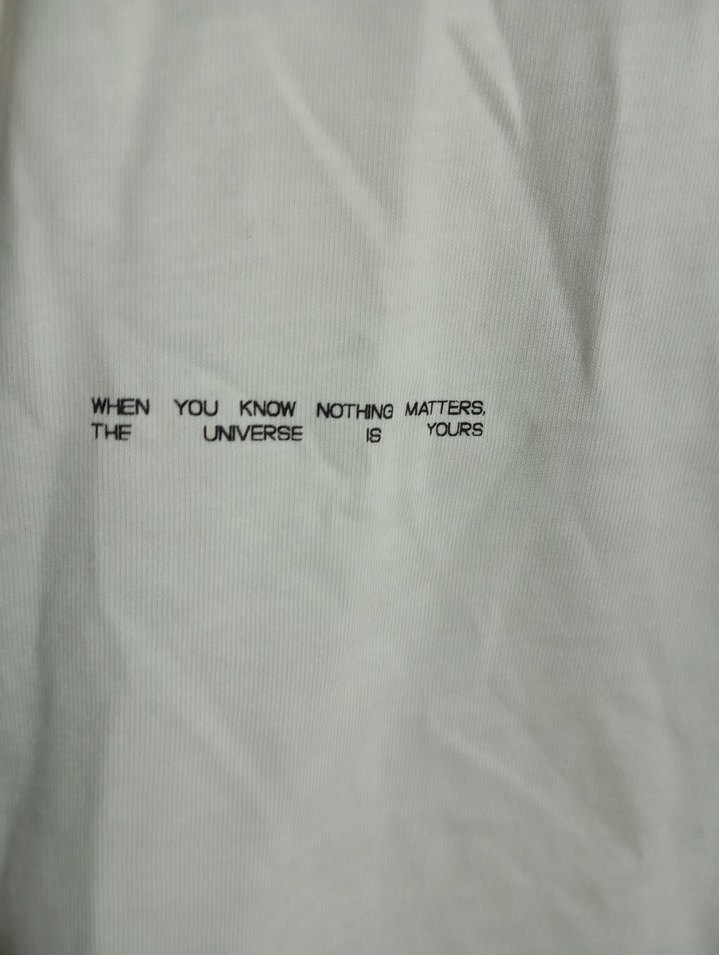 WHEN YOU KNOW NOTHING MATTERS,
THE UNIVERSE IS YOURS